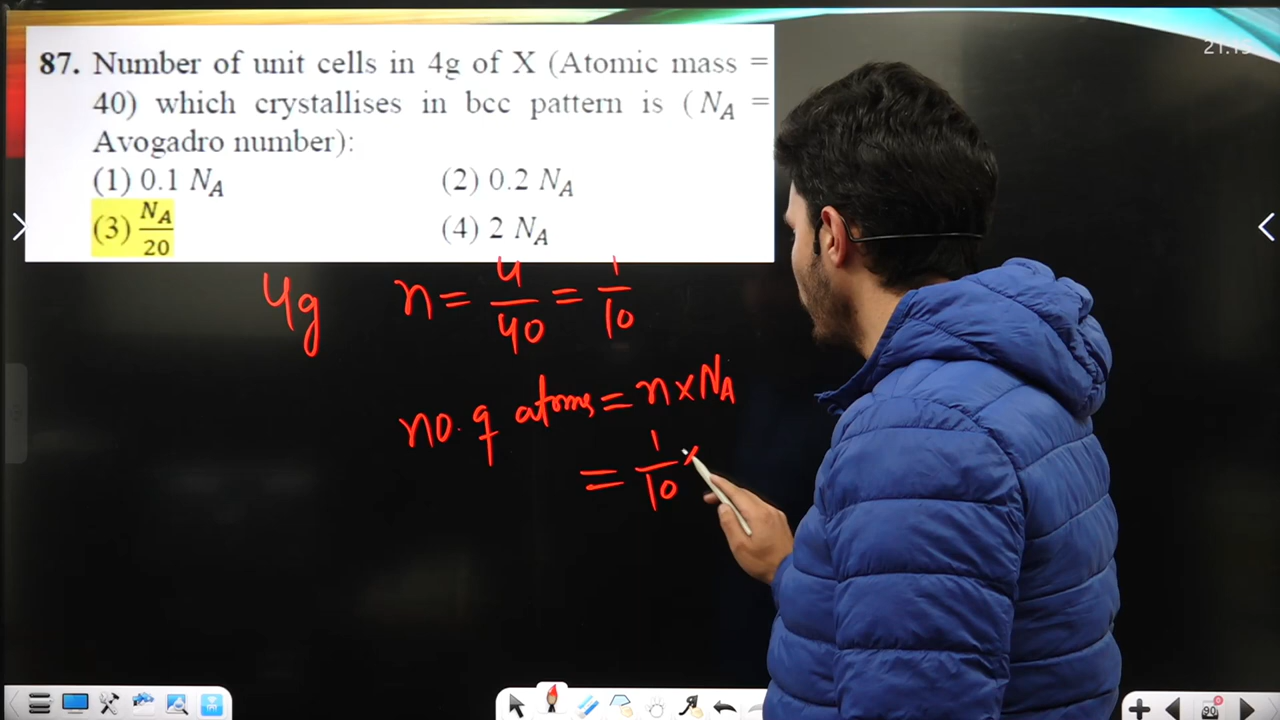 87. Number of unit cells in 4g of X (Atomic mass =
40) which crystallises in bcc pattern is ( N_A =
Avogadro number):
(1) 0.1 N_A (2) 0.2 N_A
(3) N_A/20 (4) 2 N_A
4g n = 4/40 = 1/10
no. of atoms = n × N_A
= 1/10 ×
90